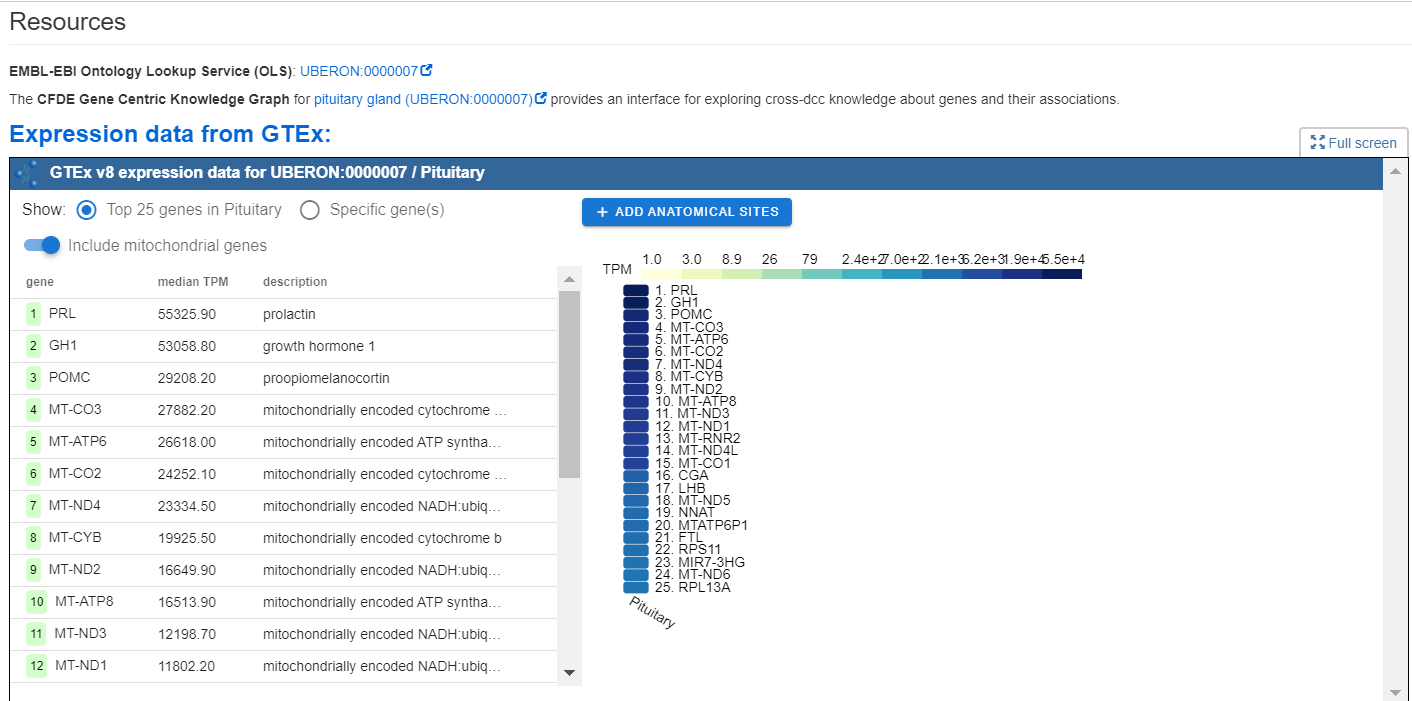 Resources
EMBL-EBI Ontology Lookup Service (OLS): UBERON:0000007
The CFDE Gene Centric Knowledge Graph for pituitary gland (UBERON:0000007) provides an interface for exploring cross-dcc knowledge about genes and their associations.
Expression data from GTEx:
Full screen
GTEx v8 expression data for UBERON:0000007 / Pituitary
Show: Top 25 genes in Pituitary Specific gene(s)
+ ADD ANATOMICAL SITES
Include mitochondrial genes
gene median TPM description
1 PRL 55325.90 prolactin
2 GH1 53058.80 growth hormone 1
3 POMC 29208.20 proopiomelanocortin
4 MT-CO3 27882.20 mitochondrially encoded cytochrome ...
5 MT-ATP6 26618.00 mitochondrially encoded ATP syntha...
6 MT-CO2 24252.10 mitochondrially encoded cytochrome ...
7 MT-ND4 23334.50 mitochondrially encoded NADH:ubiq...
8 MT-CYB 19925.50 mitochondrially encoded cytochrome b
9 MT-ND2 16649.90 mitochondrially encoded NADH:ubiq...
10 MT-ATP8 16513.90 mitochondrially encoded ATP syntha...
11 MT-ND3 12198.70 mitochondrially encoded NADH:ubiq...
12 MT-ND1 11802.20 mitochondrially encoded NADH:ubiq...
TPM 1.0 3.0 8.9 26 79 2.4e+2 7.0e+2 2.1e+3 6.2e+3 1.9e+4 5.5e+4
1. PRL
2. GH1
3. POMC
4. MT-CO3
5. MT-ATP6
6. MT-CO2
7. MT-ND4
8. MT-CYB
9. MT-ND2
10. MT-ATP8
11. MT-ND3
12. MT-ND1
13. MT-RNR2
14. MT-ND4L
15. MT-CO1
16. CGA
17. LHB
18. MT-ND5
19. NNAT
20. MTATP6P1
21. FTL
22. RPS11
23. MIR7-3HG
24. MT-ND6
25. RPL13A
Pituitary